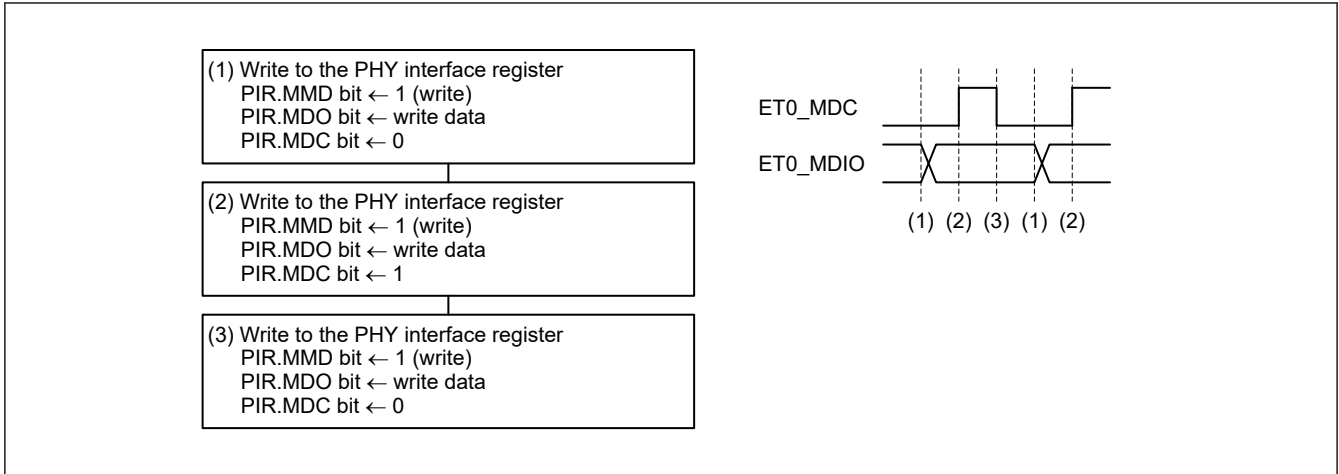 (1) Write to the PHY interface register
PIR.MMD bit ← 1 (write)
PIR.MDO bit ← write data
PIR.MDC bit ← 0
(2) Write to the PHY interface register
PIR.MMD bit ← 1 (write)
PIR.MDO bit ← write data
PIR.MDC bit ← 1
(3) Write to the PHY interface register
PIR.MMD bit ← 1 (write)
PIR.MDO bit ← write data
PIR.MDC bit ← 0
ET0_MDC
ET0_MDIO
(1) (2) (3) (1) (2)